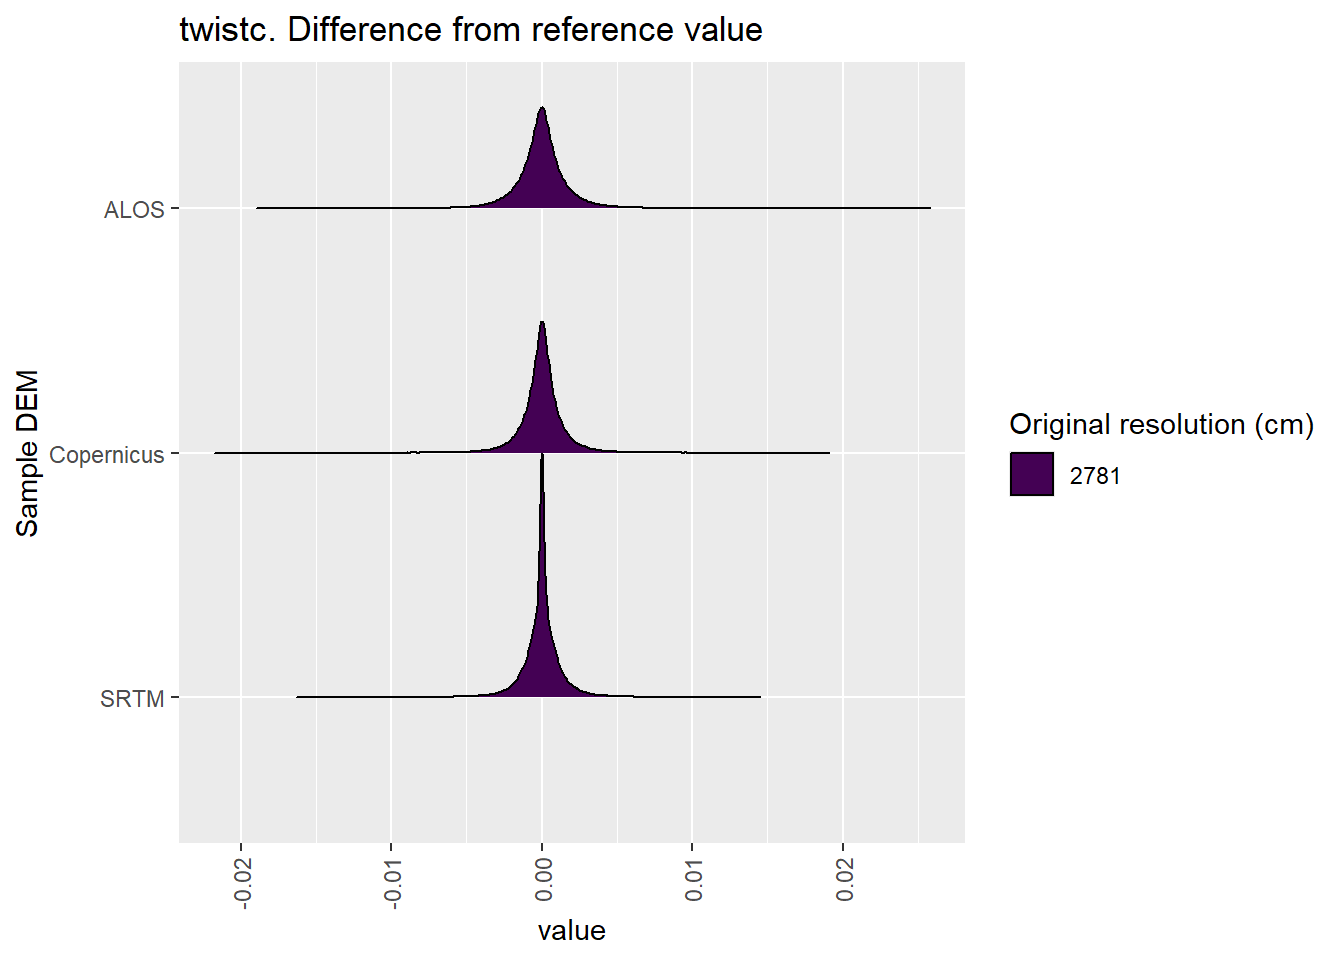 twistc. Difference from reference value
Sample DEM
ALOS
Copernicus
SRTM
-0.02
-0.01
0.00
0.01
0.02
value
Original resolution (cm)
2781